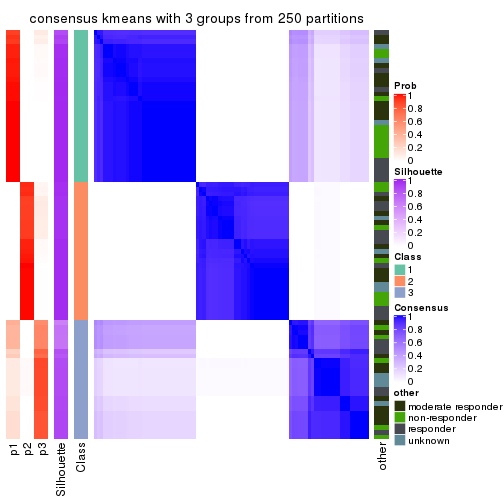 consensus kmeans with 3 groups from 250 partitions
Prob
1
0.8
0.6
0.4
0.2
0
Silhouette
1
0.8
0.6
0.4
0.2
0
Class
1
2
3
Consensus
1
0.8
0.6
0.4
0.2
0
other
moderate responder
non-responder
responder
unknown
p1
p2
p3
Silhouette
Class
other